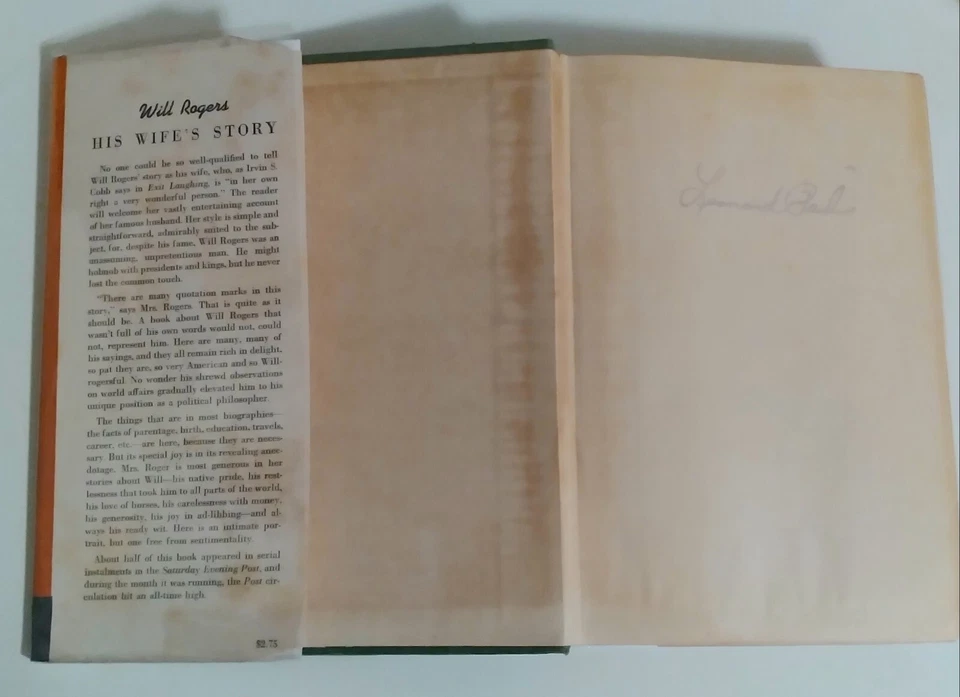 Will Rogers
HIS WIFE'S STORY
No one could be so well-qualified to tell
Will Rogers' story as his wife, who, as Irvin S.
Cobb says in Exit Laughing, is "in her own
right a very wonderful person." The reader
will welcome her vastly entertaining account
of her famous husband. Her style is simple and
straightforward, admirably suited to the sub-
ject, for, despite his fame, Will Rogers was an
unassuming, unpretentious man. He might
hobnob with presidents and kings, but he never
lost the common touch.
"There are many quotation marks in this
story," says Mrs. Rogers. That is quite as it
should be. A book about Will Rogers that
wasn't full of his own words would not, could
not, represent him. Here are many, many of
his sayings, and they all remain rich in delight,
so pat they are, so very American and so Will-
rogersful. No wonder his shrewd observations
on world affairs gradually elevated him to his
unique position as a political philosopher.
The things that are in most biographies—
the facts of parentage, birth, education, travels,
career, etc.—are here, because they are neces-
sary. But its special joy is in its revealing anec-
dotage. Mrs. Roger is most generous in her
stories about Will—his native pride, his rest-
lessness that took him to all parts of the world,
his love of horses, his carelessness with money,
his generosity, his joy in ad-libbing—and al-
ways his ready wit. Here is an intimate por-
trait, but one free from sentimentality.
About half of this book appeared in serial
instalments in the Saturday Evening Post, and
during the month it was running, the Post cir-
culation hit an all-time high.
$2.75